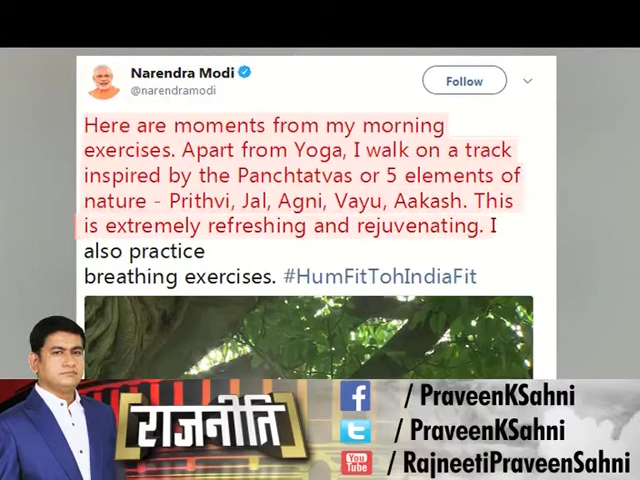 Narendra Modi
@narendramodi
Follow
Here are moments from my morning
exercises. Apart from Yoga, I walk on a track
inspired by the Panchtatvas or 5 elements of
nature - Prithvi, Jal, Agni, Vayu, Aakash. This
is extremely refreshing and rejuvenating. I
also practice
breathing exercises. #HumFitTohIndiaFit
राजनीति
/ PraveenKSahni
/ PraveenKSahni
You Tube
/ RajneetiPraveenSahni